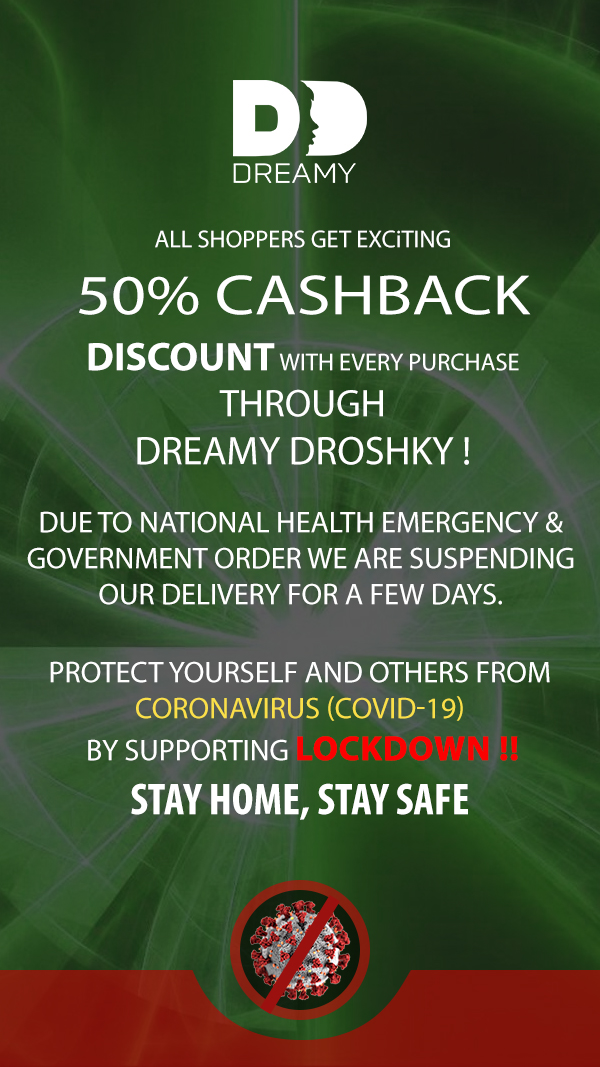 DD
DREAMY
ALL SHOPPERS GET EXCiTING
50% CASHBACK
DISCOUNT WITH EVERY PURCHASE
THROUGH
DREAMY DROSHKY !
DUE TO NATIONAL HEALTH EMERGENCY &
GOVERNMENT ORDER WE ARE SUSPENDING
OUR DELIVERY FOR A FEW DAYS.
PROTECT YOURSELF AND OTHERS FROM
CORONAVIRUS (COVID-19)
BY SUPPORTING LOCKDOWN !!
STAY HOME, STAY SAFE